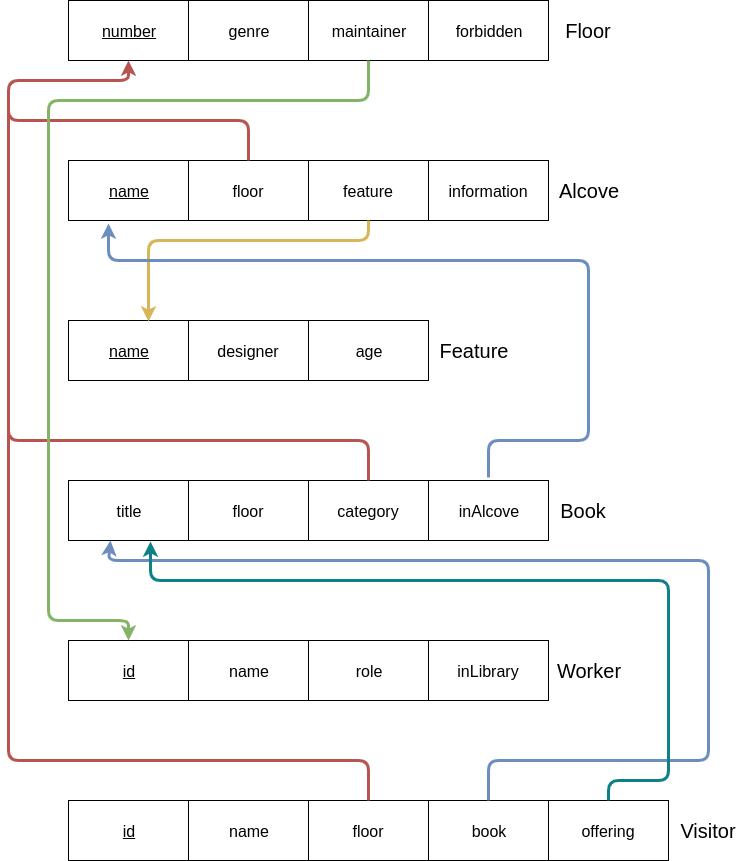 number genre maintainer forbidden Floor
name floor feature information Alcove
name designer age Feature
title floor category inAlcove Book
id name role inLibrary Worker
id name floor book offering Visitor